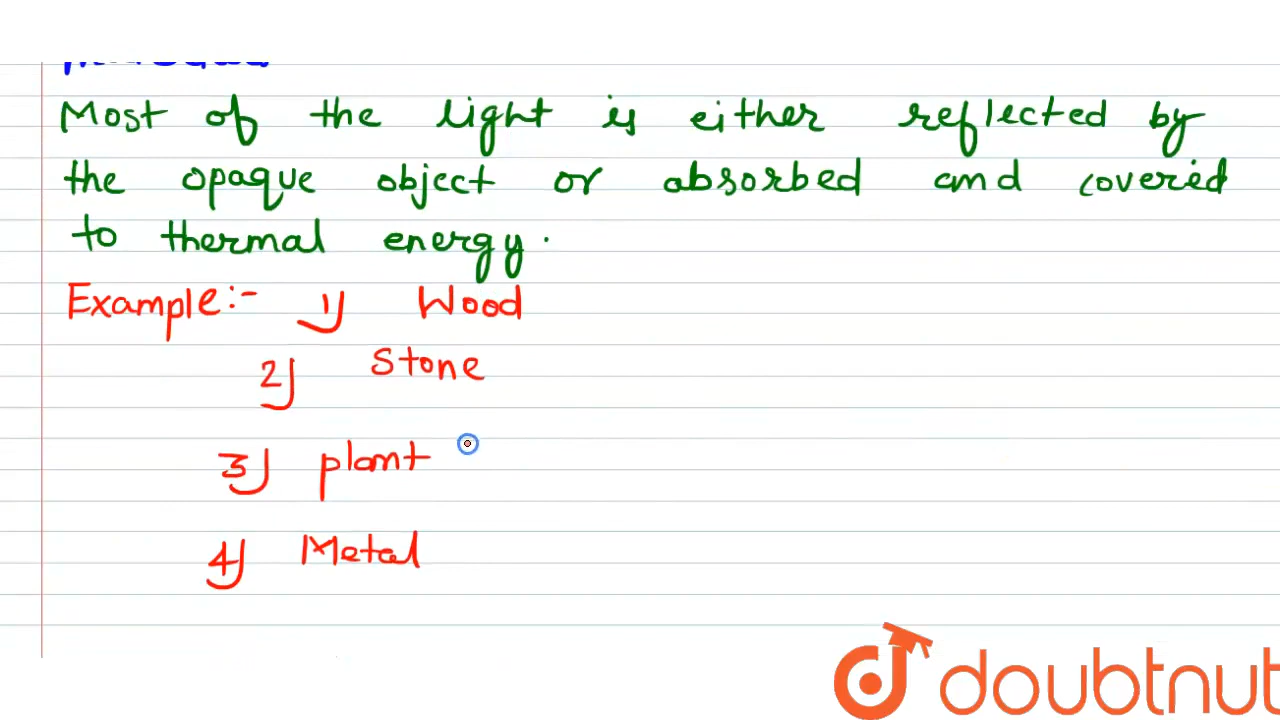 Most of the light is either reflected by
the opaque object or absorbed and covered
to thermal energy.
Example:- 1) Wood
2) Stone
3) plant
4) Metal
doubtnut